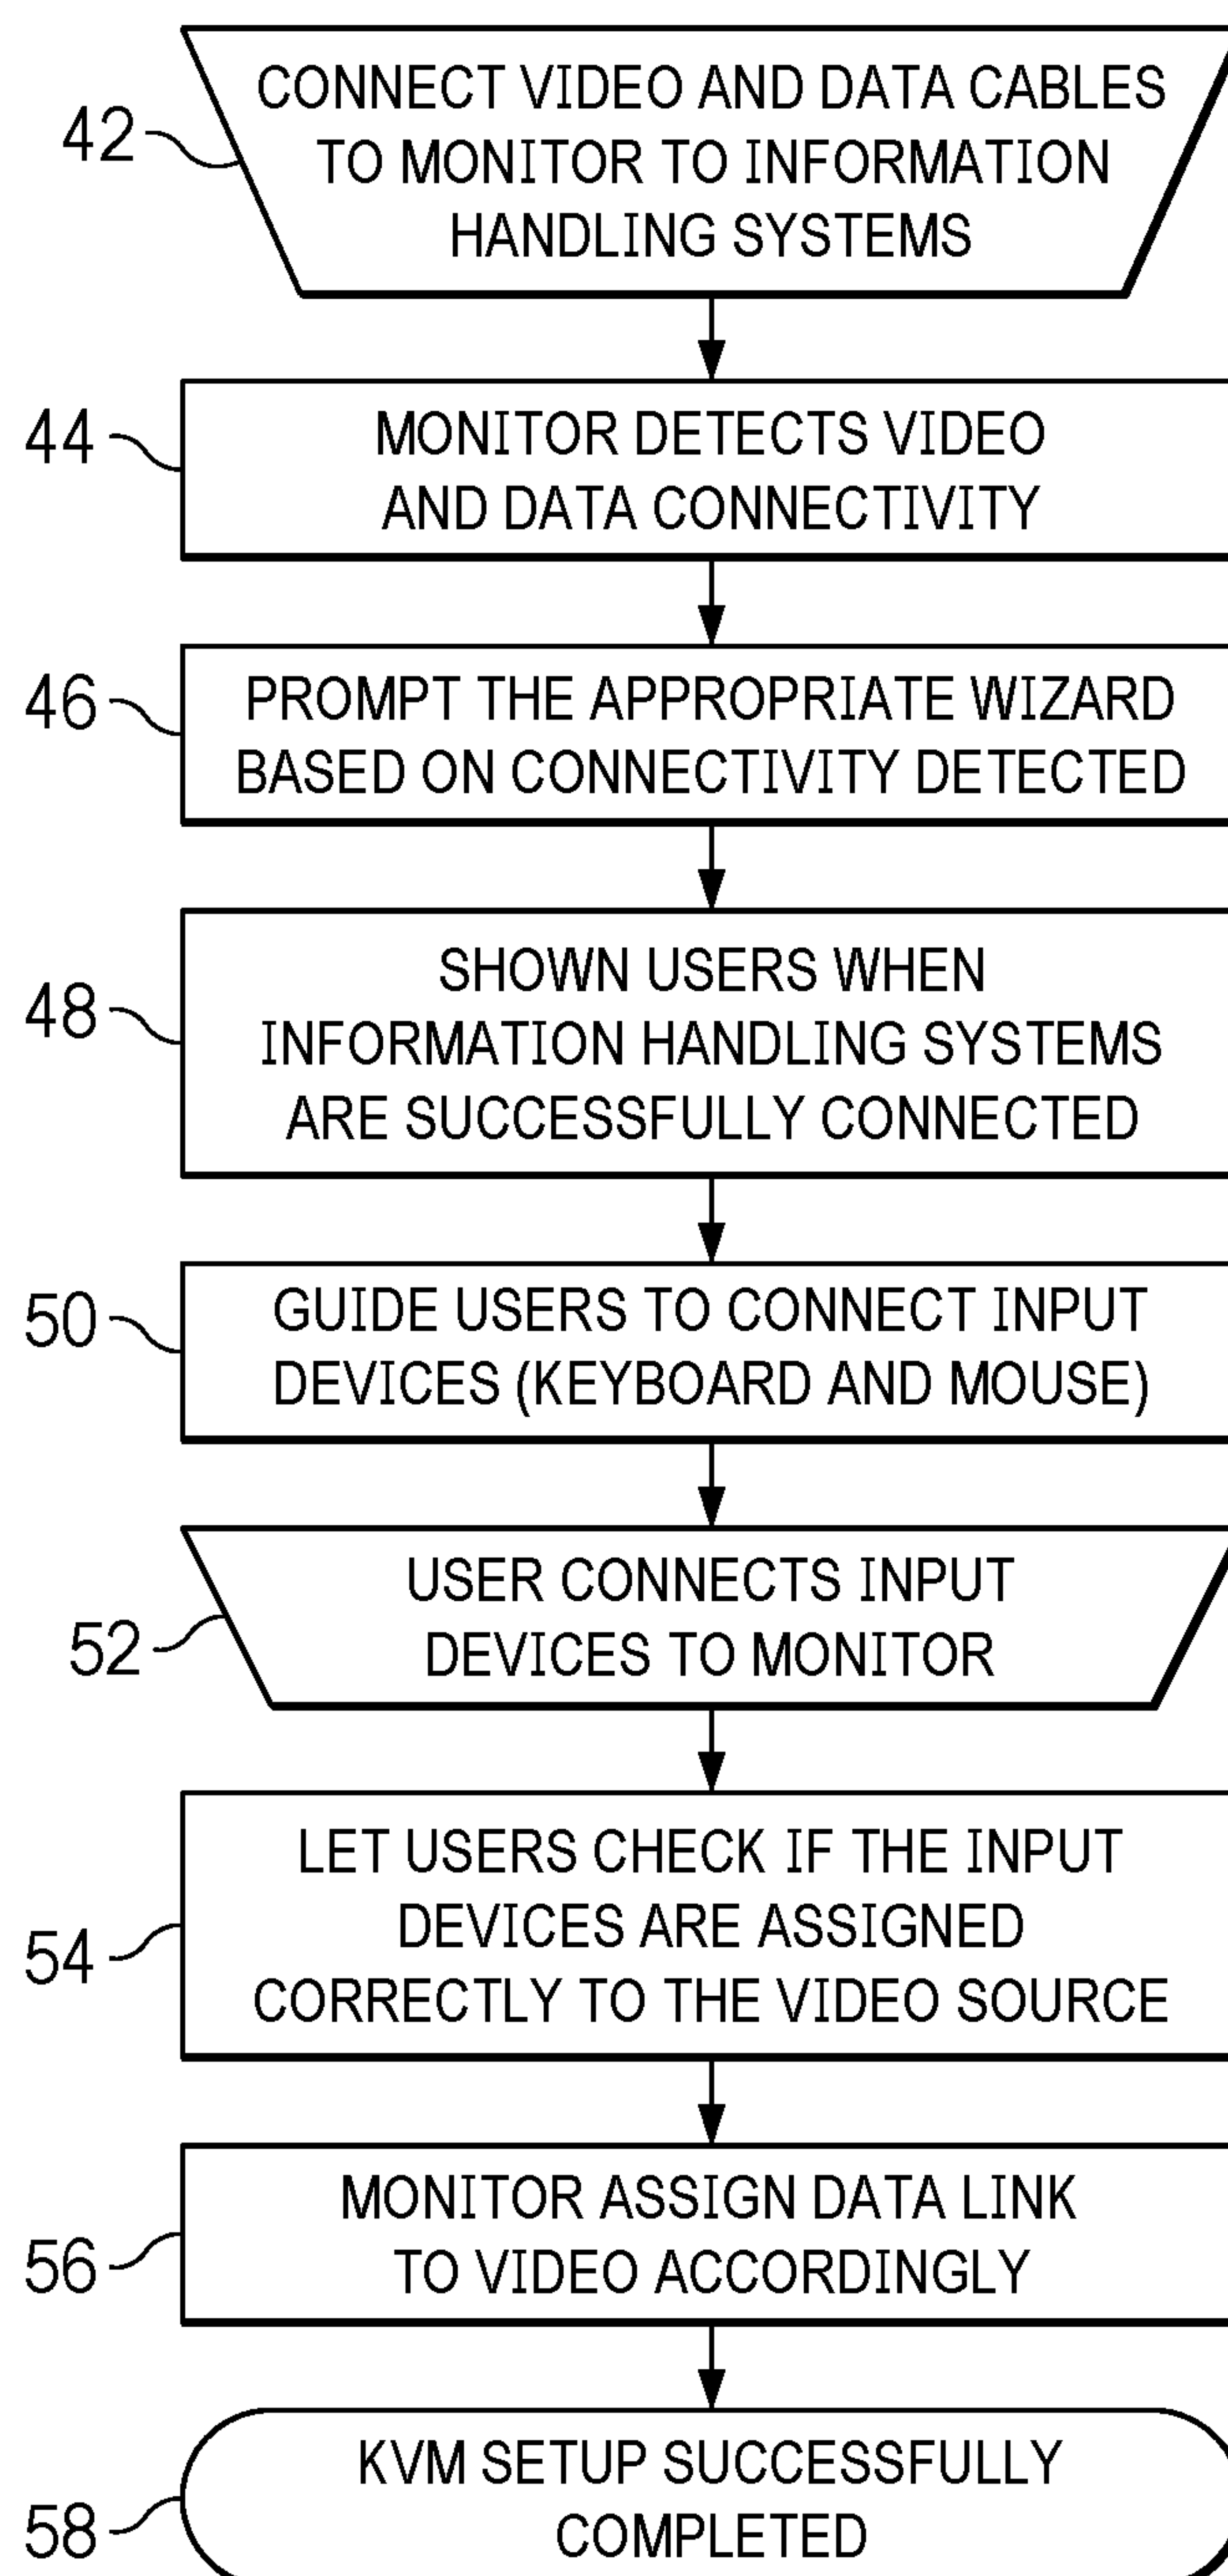 CONNECT VIDEO AND DATA CABLES
42
TO MONITOR TO INFORMATION
HANDLING SYSTEMS
44
MONITOR DETECTS VIDEO
AND DATA CONNECTIVITY
46
PROMPT THE APPROPRIATE WIZARD
BASED ON CONNECTIVITY DETECTED
48
SHOWN USERS WHEN
INFORMATION HANDLING SYSTEMS
ARE SUCCESSFULLY CONNECTED
50
GUIDE USERS TO CONNECT INPUT
DEVICES (KEYBOARD AND MOUSE)
52
USER CONNECTS INPUT
DEVICES TO MONITOR
54
LET USERS CHECK IF THE INPUT
DEVICES ARE ASSIGNED
CORRECTLY TO THE VIDEO SOURCE
56
MONITOR ASSIGN DATA LINK
TO VIDEO ACCORDINGLY
58
KVM SETUP SUCCESSFULLY
COMPLETED